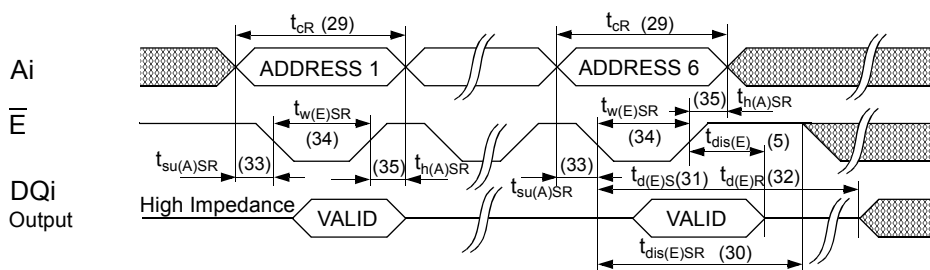 t_cR (29) t_cR (29)
Ai ADDRESS 1 ADDRESS 6
t_w(E)SR t_w(E)SR (35) t_h(A)SR
E̅ (34) (34) t_dis(E) (5)
t_su(A)SR (33) (35) t_h(A)SR t_su(A)SR (33)
t_d(E)S (31) t_d(E)R (32)
DQi
Output High Impedance VALID VALID
t_dis(E)SR (30)